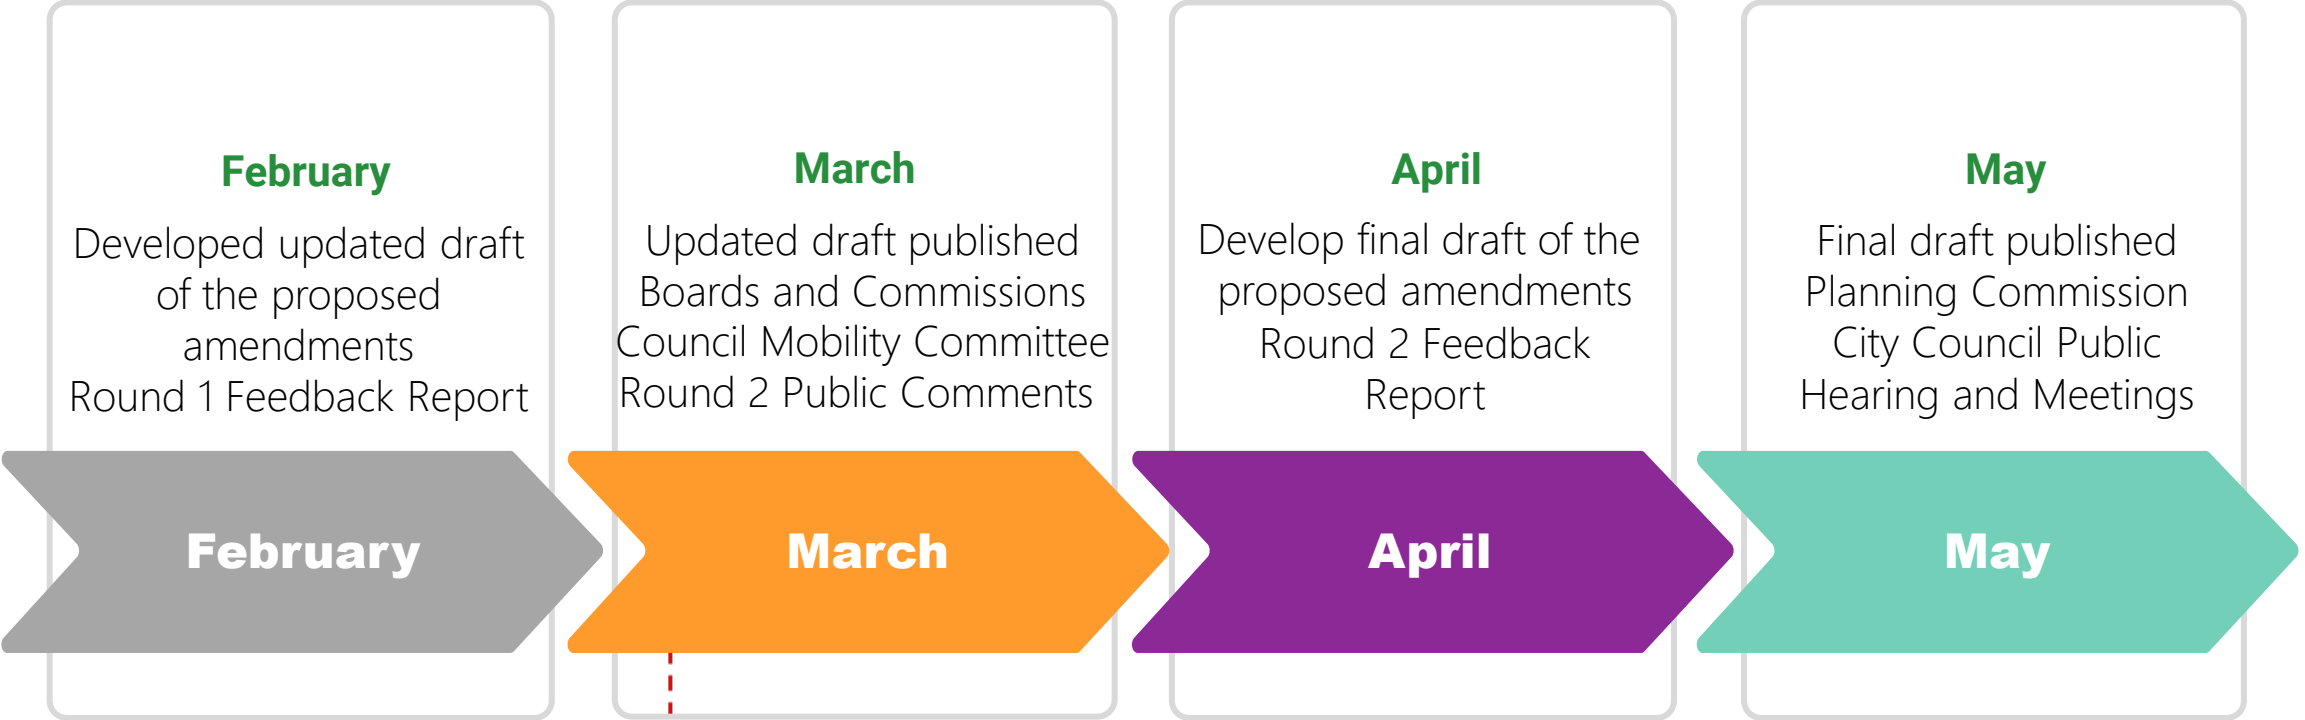 February
Developed updated draft
of the proposed
amendments
Round 1 Feedback Report
March
Updated draft published
Boards and Commissions
Council Mobility Committee
Round 2 Public Comments
April
Develop final draft of the
proposed amendments
Round 2 Feedback
Report
May
Final draft published
Planning Commission
City Council Public
Hearing and Meetings
February
March
April
May